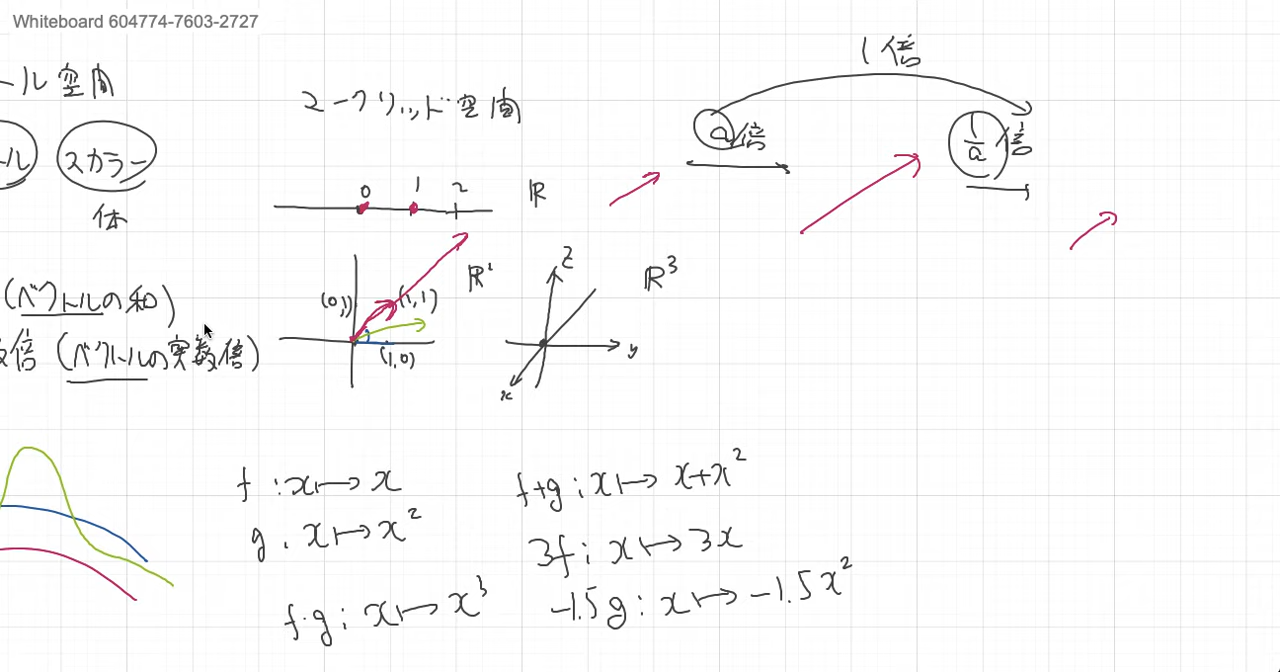 Whiteboard 604774-7603-2727
ール空間
ール スカラー
体
ユークリッド空間
0 1 2 ℝ
(ベクトルの和)
数倍 (ベクトルの実数倍)
(0,1) (1,1) ℝ²
(1,0)
z ℝ³
y
x
1倍
a倍 1/a倍
f : x ↦ x
g : x ↦ x²
f·g : x ↦ x³
f+g : x ↦ x+x²
3f : x ↦ 3x
-1.5g : x ↦ -1.5x²